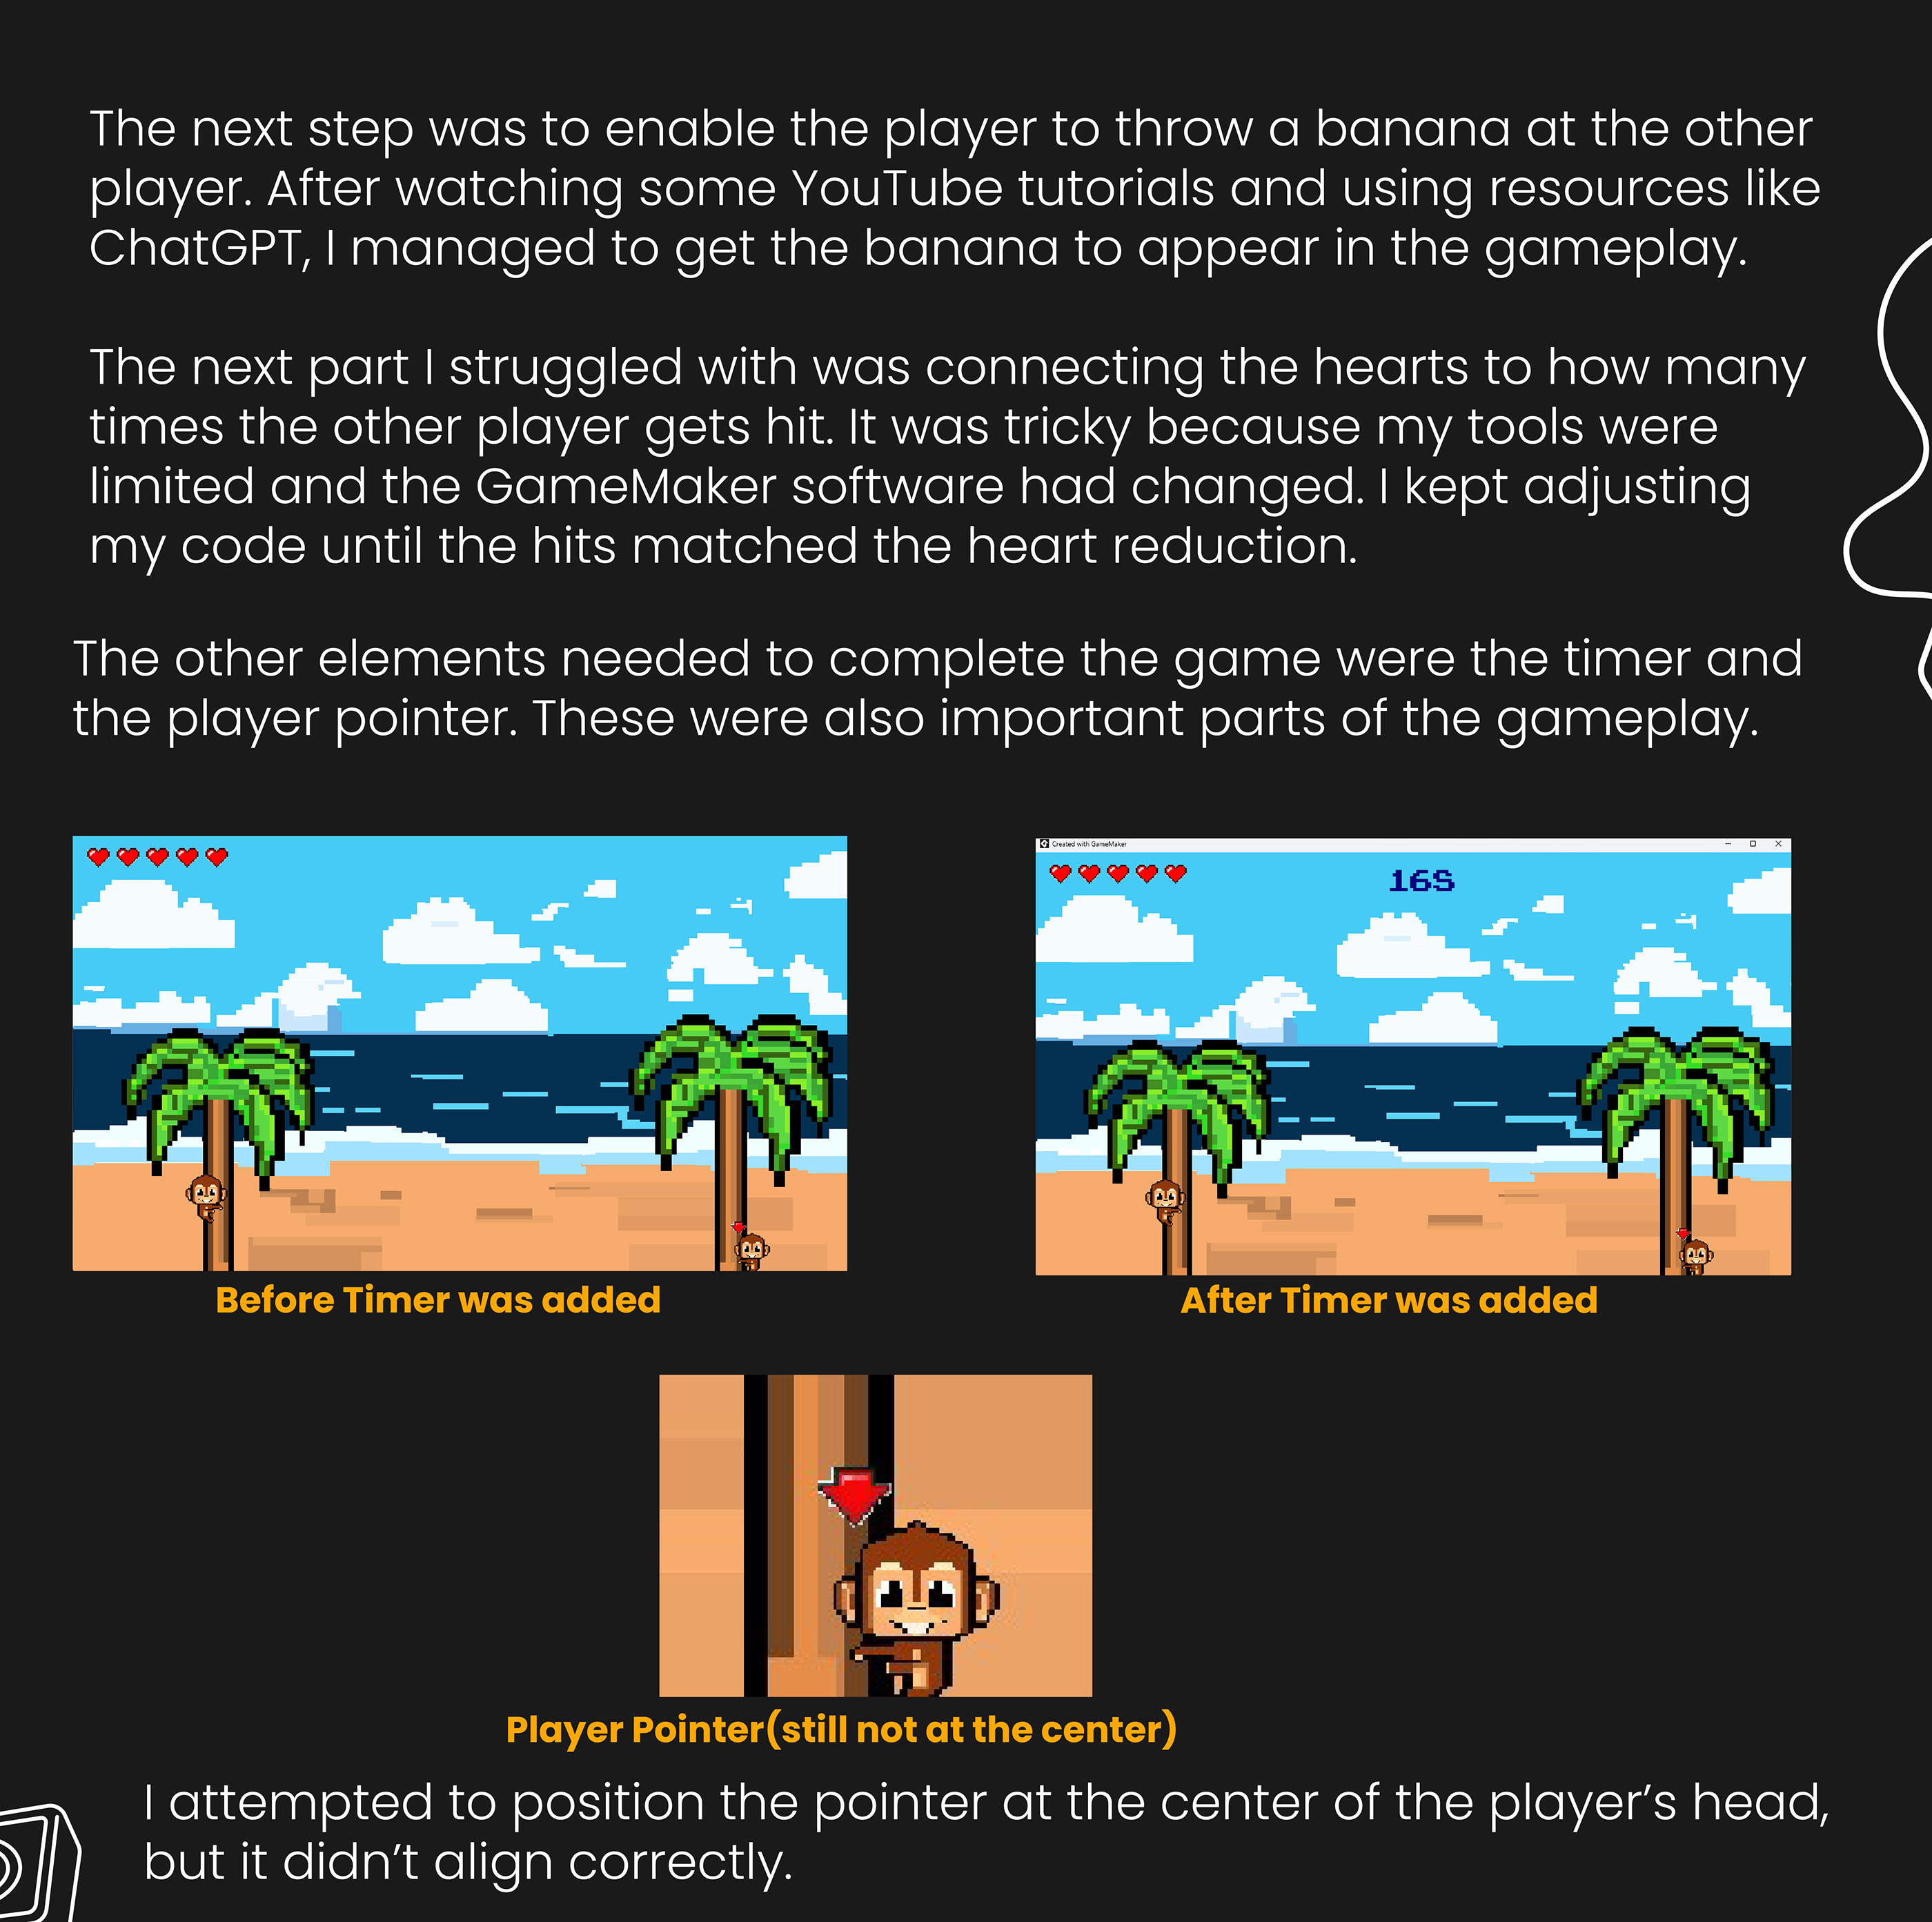 The next step was to enable the player to throw a banana at the other
player. After watching some YouTube tutorials and using resources like
ChatGPT, I managed to get the banana to appear in the gameplay.
The next part I struggled with was connecting the hearts to how many
times the other player gets hit. It was tricky because my tools were
limited and the GameMaker software had changed. I kept adjusting
my code until the hits matched the heart reduction.
The other elements needed to complete the game were the timer and
the player pointer. These were also important parts of the gameplay.
Created with GameMaker
16S
Before Timer was added
After Timer was added
Player Pointer(still not at the center)
I attempted to position the pointer at the center of the player's head,
but it didn't align correctly.